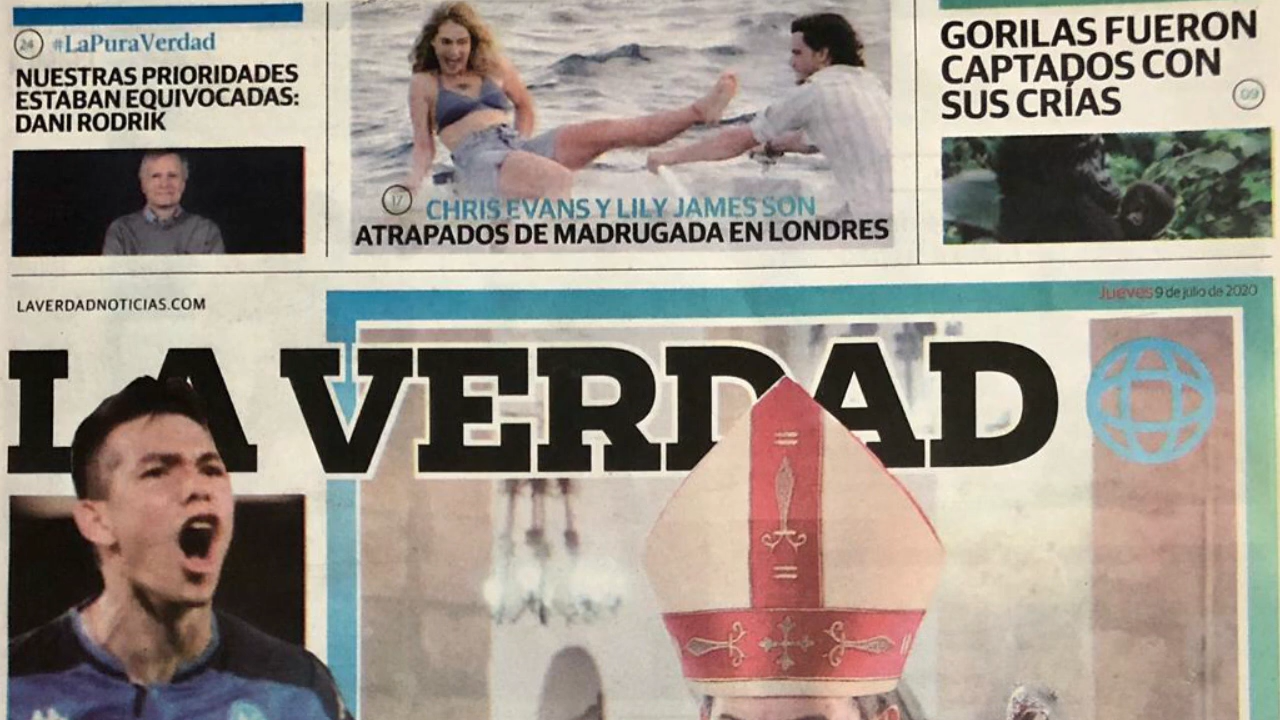 24 #LaPuraVerdad
NUESTRAS PRIORIDADES
ESTABAN EQUIVOCADAS:
DANI RODRIK
17 CHRIS EVANS Y LILY JAMES SON
ATRAPADOS DE MADRUGADA EN LONDRES
GORILAS FUERON
CAPTADOS CON
SUS CRÍAS 09
LAVERDADNOTICIAS.COM
Jueves 9 de julio de 2020
LA VERDAD